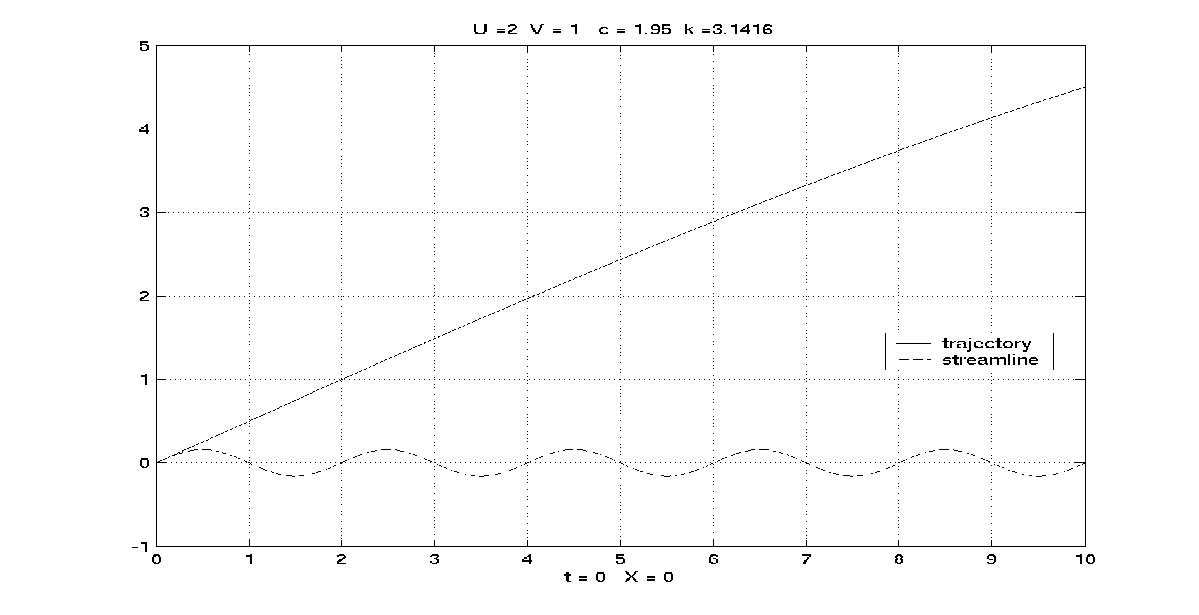 U =2 V = 1 c = 1.95 k =3.1416
5
4
3
2
1
0
-1
trajectory
streamline
0 1 2 3 4 5 6 7 8 9 10
t = 0 X = 0